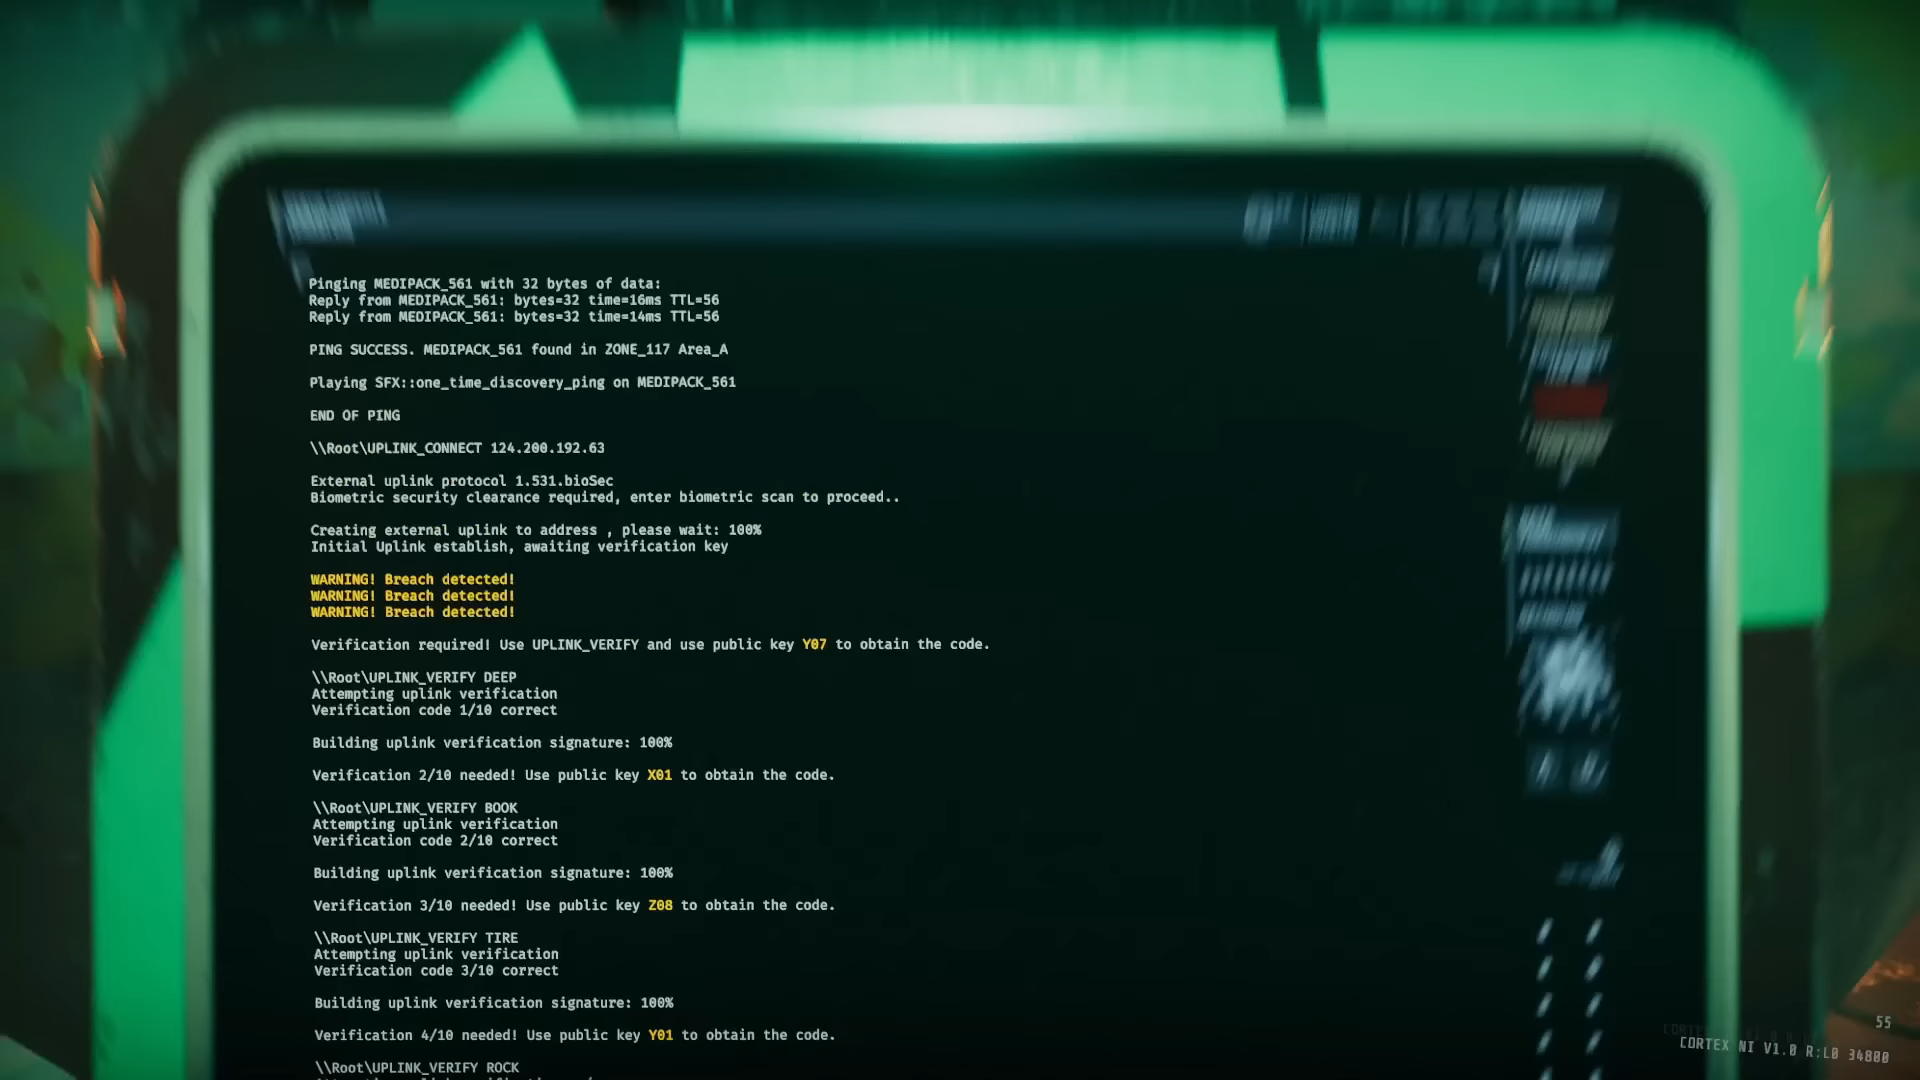 Pinging MEDIPACK_561 with 32 bytes of data:
Reply from MEDIPACK_561: bytes=32 time=16ms TTL=56
Reply from MEDIPACK_561: bytes=32 time=14ms TTL=56
PING SUCCESS. MEDIPACK_561 found in ZONE_117 Area_A
Playing SFX::one_time_discovery_ping on MEDIPACK_561
END OF PING
\\Root\UPLINK_CONNECT 124.200.192.63
External uplink protocol 1.531.bioSec
Biometric security clearance required, enter biometric scan to proceed..
Creating external uplink to address , please wait: 100%
Initial Uplink establish, awaiting verification key
WARNING! Breach detected!
WARNING! Breach detected!
WARNING! Breach detected!
Verification required! Use UPLINK_VERIFY and use public key Y07 to obtain the code.
\\Root\UPLINK_VERIFY DEEP
Attempting uplink verification
Verification code 1/10 correct
Building uplink verification signature: 100%
Verification 2/10 needed! Use public key X01 to obtain the code.
\\Root\UPLINK_VERIFY BOOK
Attempting uplink verification
Verification code 2/10 correct
Building uplink verification signature: 100%
Verification 3/10 needed! Use public key Z08 to obtain the code.
\\Root\UPLINK_VERIFY TIRE
Attempting uplink verification
Verification code 3/10 correct
Building uplink verification signature: 100%
Verification 4/10 needed! Use public key Y01 to obtain the code.
\\Root\UPLINK_VERIFY ROCK
55
CORTEX NI V1.0 R:L0 34800